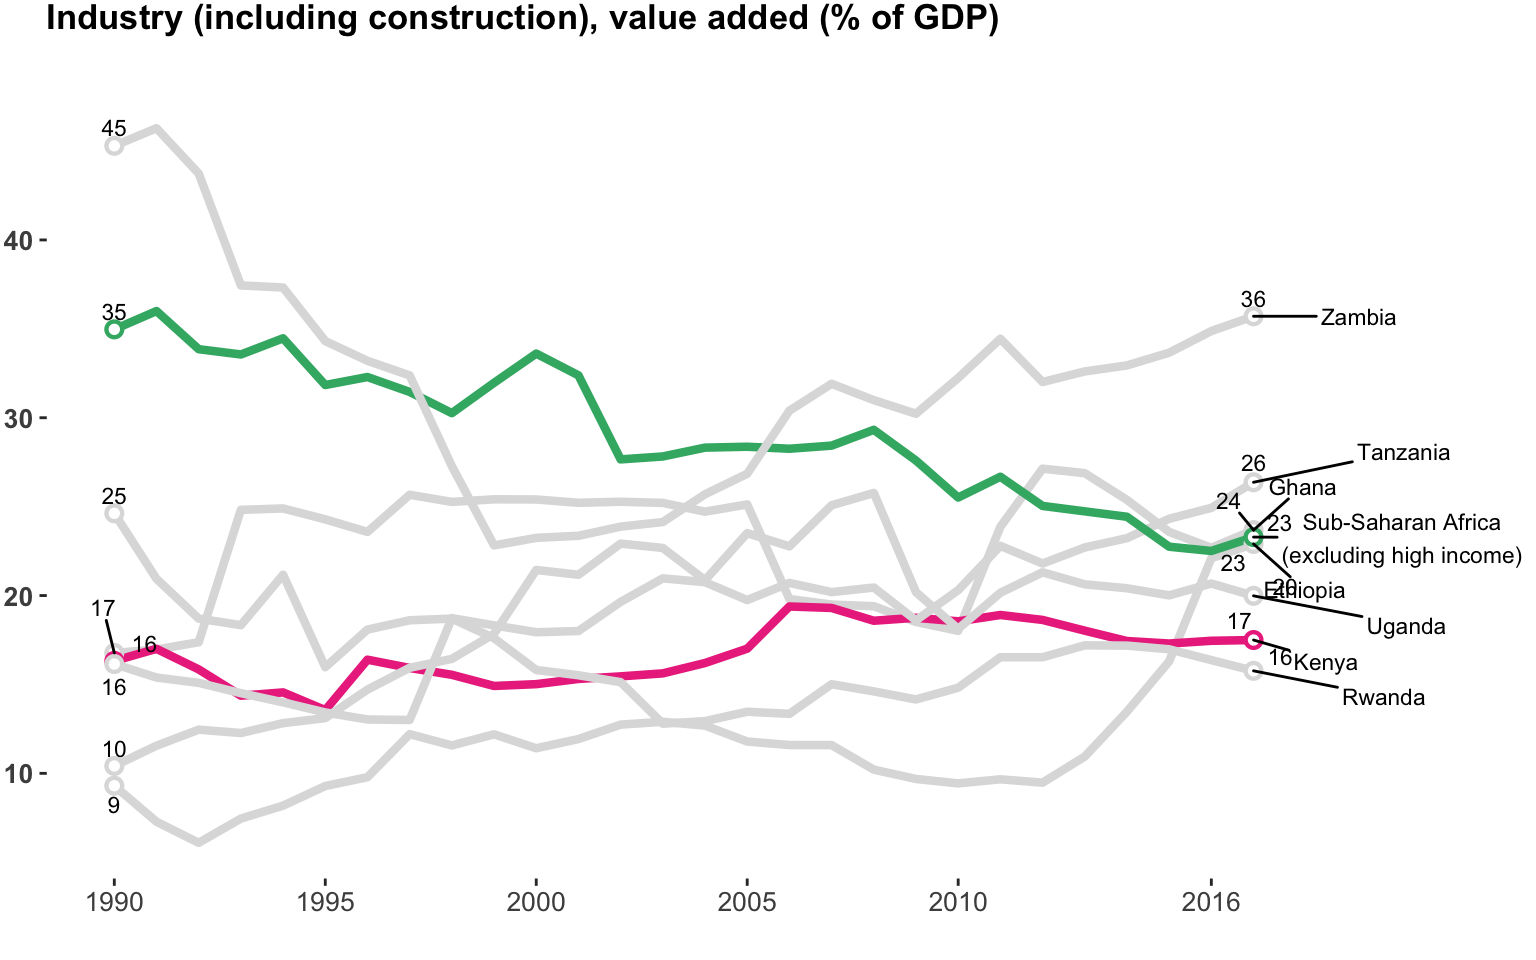 Industry (including construction), value added (% of GDP)
45
40
35
36
Zambia
30
Tanzania
26
25
Ghana
24
23
Sub-Saharan Africa
(excluding high income)
23
20
20
Ethiopia
17
17
Uganda
16
16
Kenya
16
Rwanda
10
10
9
1990
1995
2000
2005
2010
2016